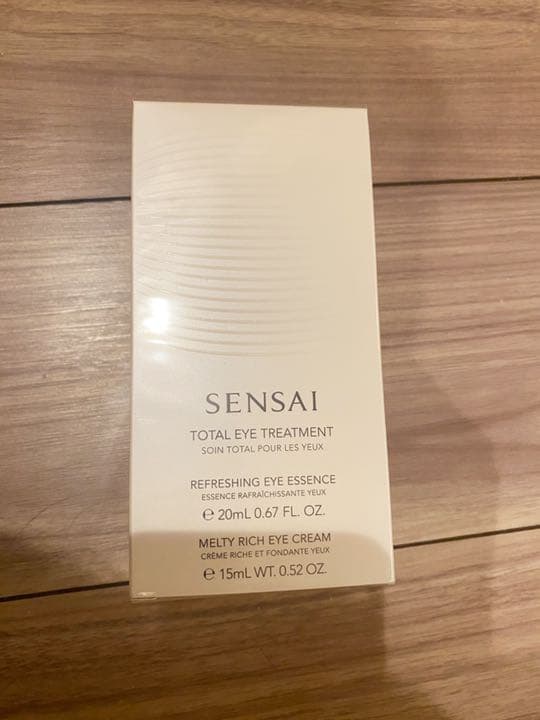 SENSAI
TOTAL EYE TREATMENT
SOIN TOTAL POUR LES YEUX
REFRESHING EYE ESSENCE
ESSENCE RAFRAÎCHISSANTE YEUX
℮ 20mL 0.67 FL. OZ.
MELTY RICH EYE CREAM
CRÈME RICHE ET FONDANTE YEUX
℮ 15mL WT. 0.52 OZ.